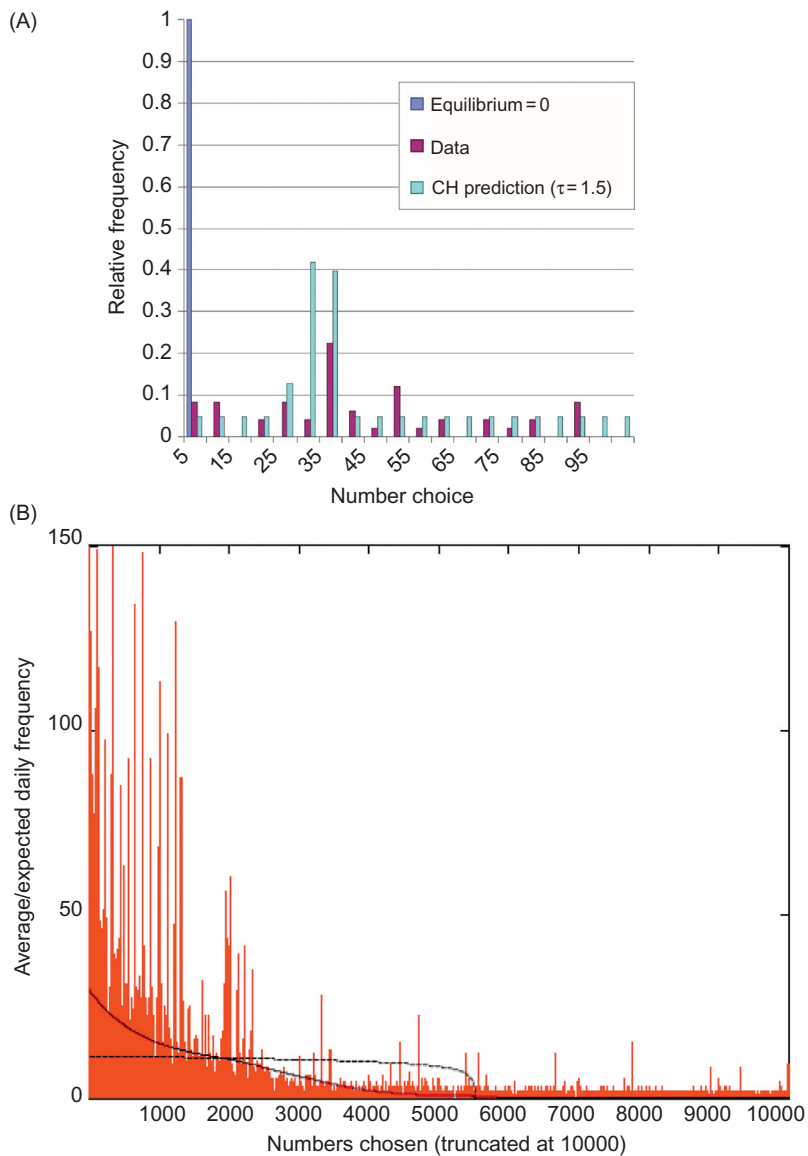 (A)
1
0.9
0.8
0.7
0.6
0.5
0.4
0.3
0.2
0.1
0
Relative frequency
Equilibrium = 0
Data
CH prediction (τ = 1.5)
5 15 25 35 45 55 65 75 85 95
Number choice
(B)
150
100
50
0
Average/expected daily frequency
1000 2000 3000 4000 5000 6000 7000 8000 9000 10000
Numbers chosen (truncated at 10000)